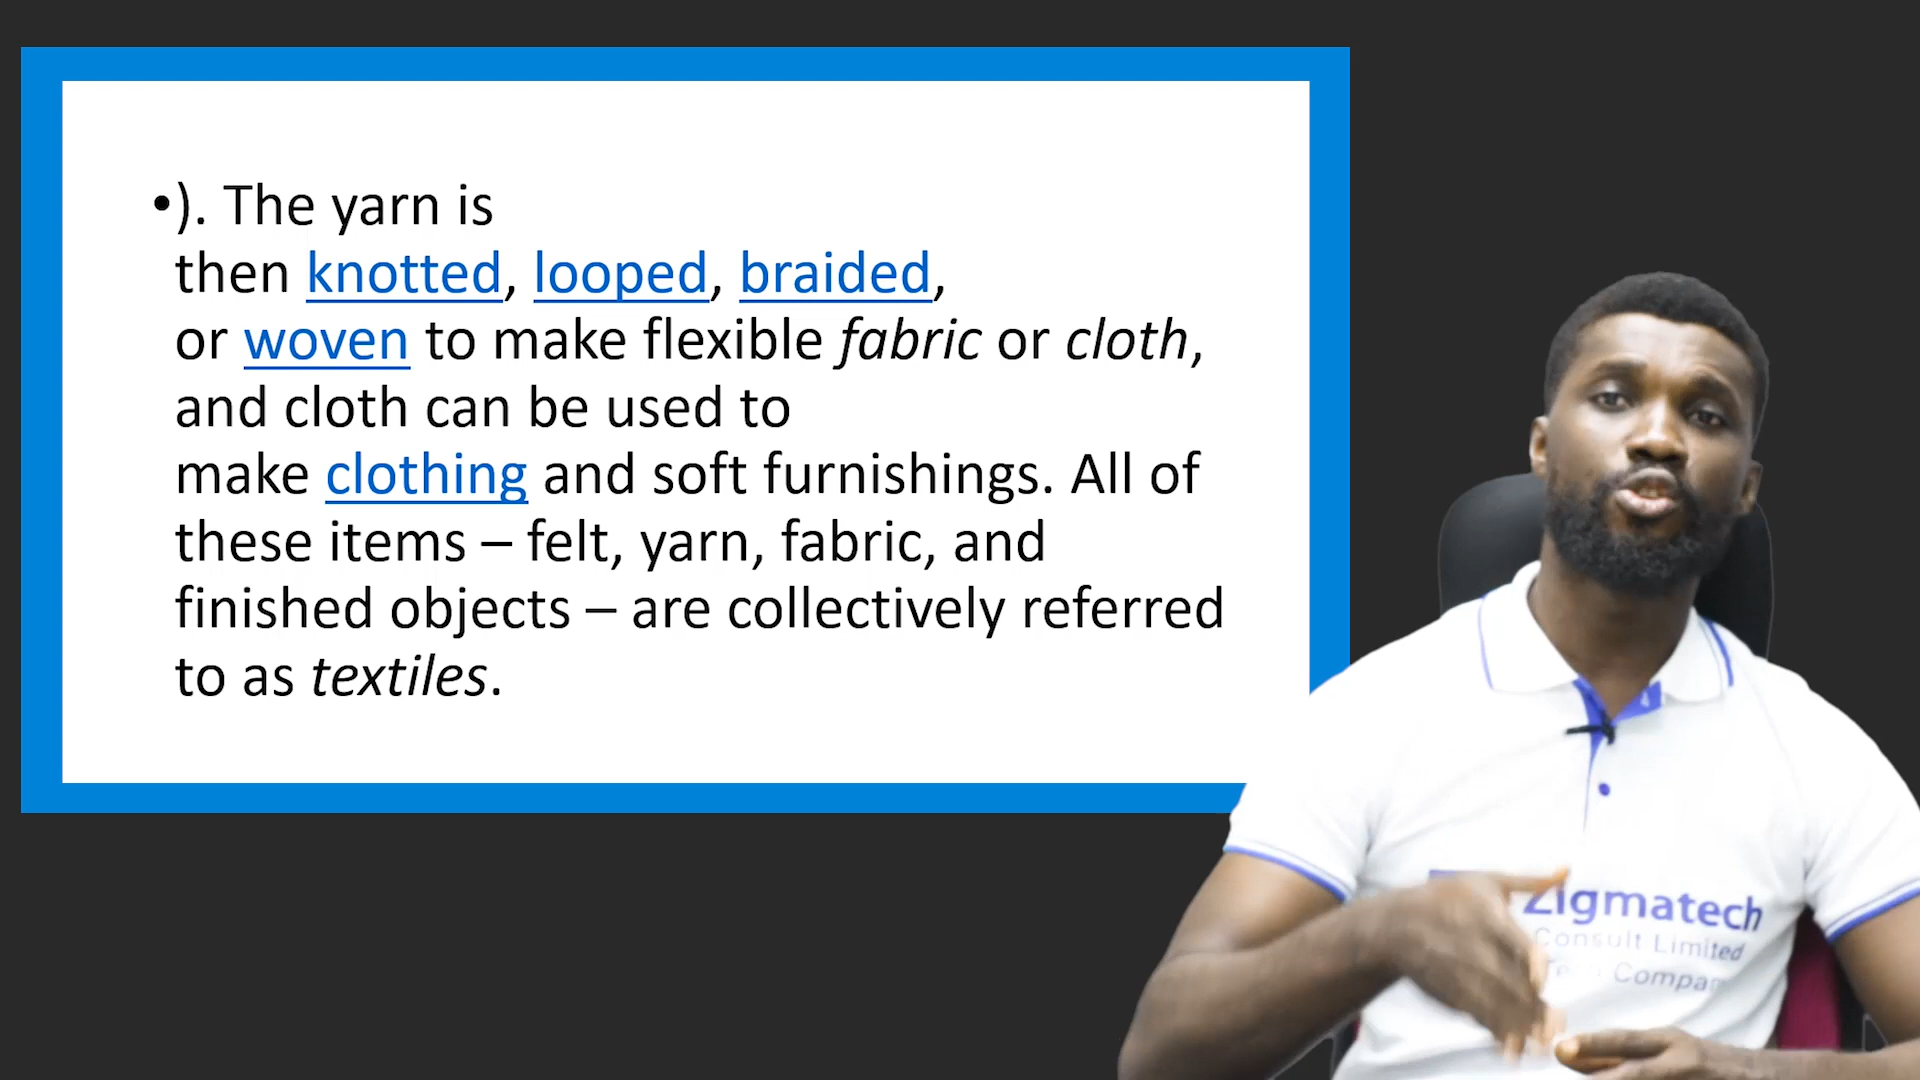 •). The yarn is
then knotted, looped, braided,
or woven to make flexible fabric or cloth,
and cloth can be used to
make clothing and soft furnishings. All of
these items – felt, yarn, fabric, and
finished objects – are collectively referred
to as textiles.
Zigmatech
Consult Limited